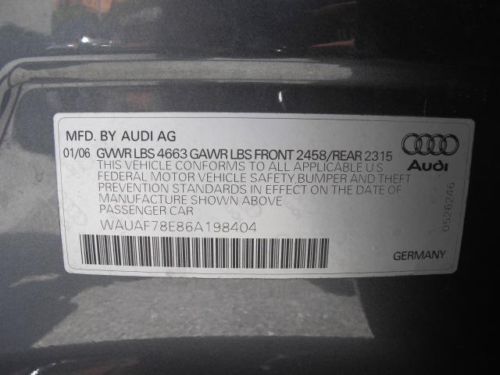 MFD. BY AUDI AG
01/06 GVWR LBS 4663 GAWR LBS FRONT 2458/REAR 2315
THIS VEHICLE CONFORMS TO ALL APPLICABLE U.S
FEDERAL MOTOR VEHICLE SAFETY BUMPER AND THEFT
PREVENTION STANDARDS IN EFFECT ON THE DATE OF
MANUFACTURE SHOWN ABOVE
PASSENGER CAR
WAUAF78E86A198404
Audi
0526246
GERMANY